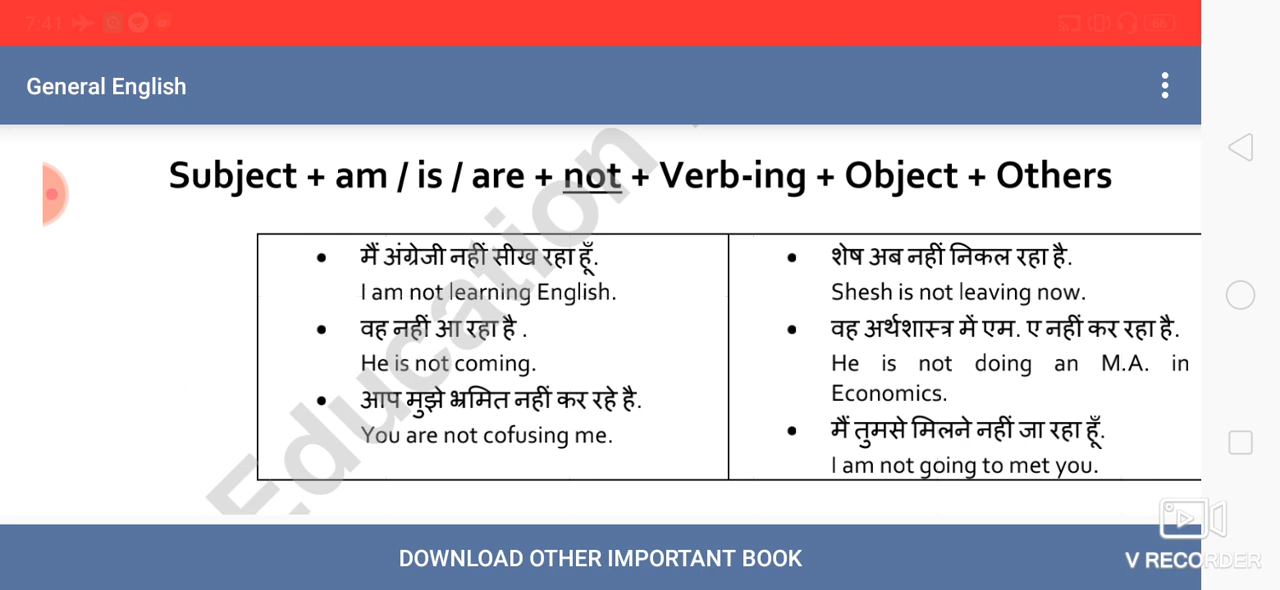 7:41
66
General English
Subject + am / is / are + not + Verb-ing + Object + Others
• मैं अंग्रेजी नहीं सीख रहा हूँ.
I am not learning English.
• वह नहीं आ रहा है .
He is not coming.
• आप मुझे भ्रमित नहीं कर रहे है.
You are not cofusing me.
• शेष अब नहीं निकल रहा है.
Shesh is not leaving now.
• वह अर्थशास्त्र में एम. ए नहीं कर रहा है.
He is not doing an M.A. in
Economics.
• मैं तुमसे मिलने नहीं जा रहा हूँ.
I am not going to met you.
Education
DOWNLOAD OTHER IMPORTANT BOOK
V RECORDER